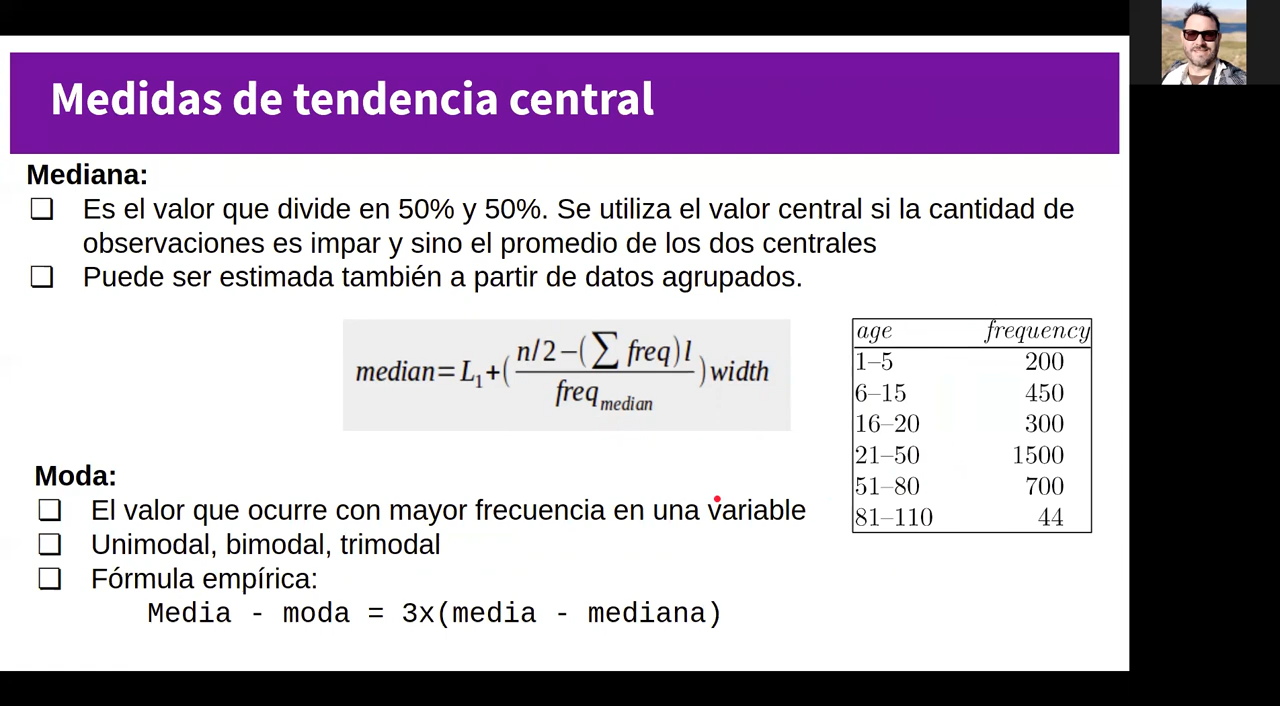 Medidas de tendencia central
Mediana:
❑ Es el valor que divide en 50% y 50%. Se utiliza el valor central si la cantidad de
observaciones es impar y sino el promedio de los dos centrales
❑ Puede ser estimada también a partir de datos agrupados.
median=L₁+(n/2−(∑ freq)l / freq_median)width
age frequency
1–5 200
6–15 450
16–20 300
21–50 1500
51–80 700
81–110 44
Moda:
❑ El valor que ocurre con mayor frecuencia en una variable
❑ Unimodal, bimodal, trimodal
❑ Fórmula empírica:
Media - moda = 3x(media - mediana)